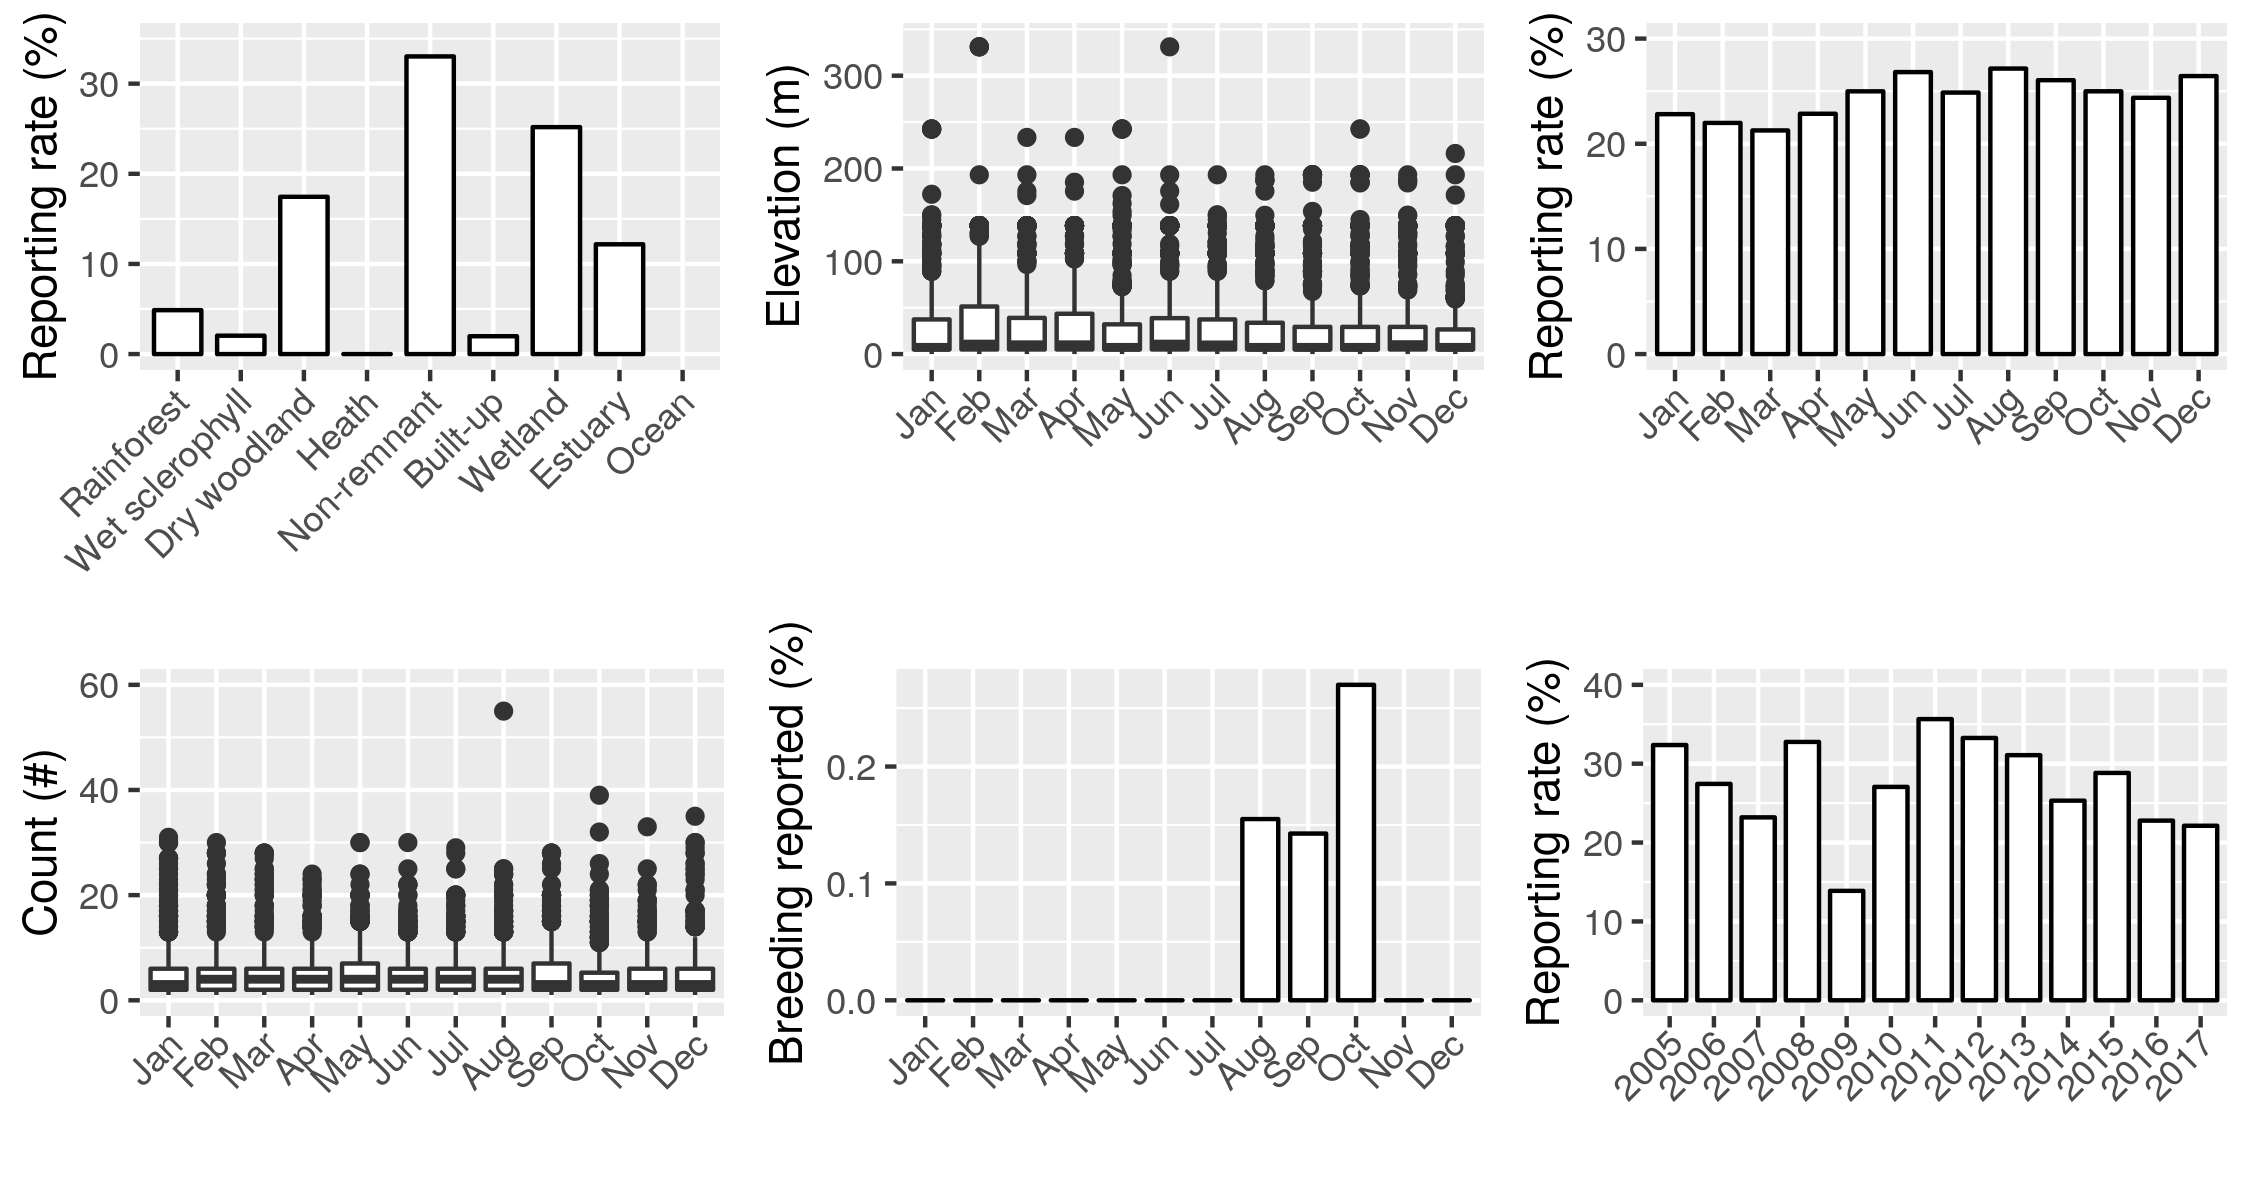 Reporting rate (%)
30
20
10
0
Rainforest
Wet sclerophyll
Dry woodland
Heath
Non-remnant
Built-up
Wetland
Estuary
Ocean
Elevation (m)
300
200
100
0
Jan
Feb
Mar
Apr
May
Jun
Jul
Aug
Sep
Oct
Nov
Dec
Reporting rate (%)
30
20
10
0
Jan
Feb
Mar
Apr
May
Jun
Jul
Aug
Sep
Oct
Nov
Dec
Count (#)
60
40
20
0
Jan
Feb
Mar
Apr
May
Jun
Jul
Aug
Sep
Oct
Nov
Dec
Breeding reported (%)
0.2
0.1
0.0
Jan
Feb
Mar
Apr
May
Jun
Jul
Aug
Sep
Oct
Nov
Dec
Reporting rate (%)
40
30
20
10
0
2005
2006
2007
2008
2009
2010
2011
2012
2013
2014
2015
2016
2017